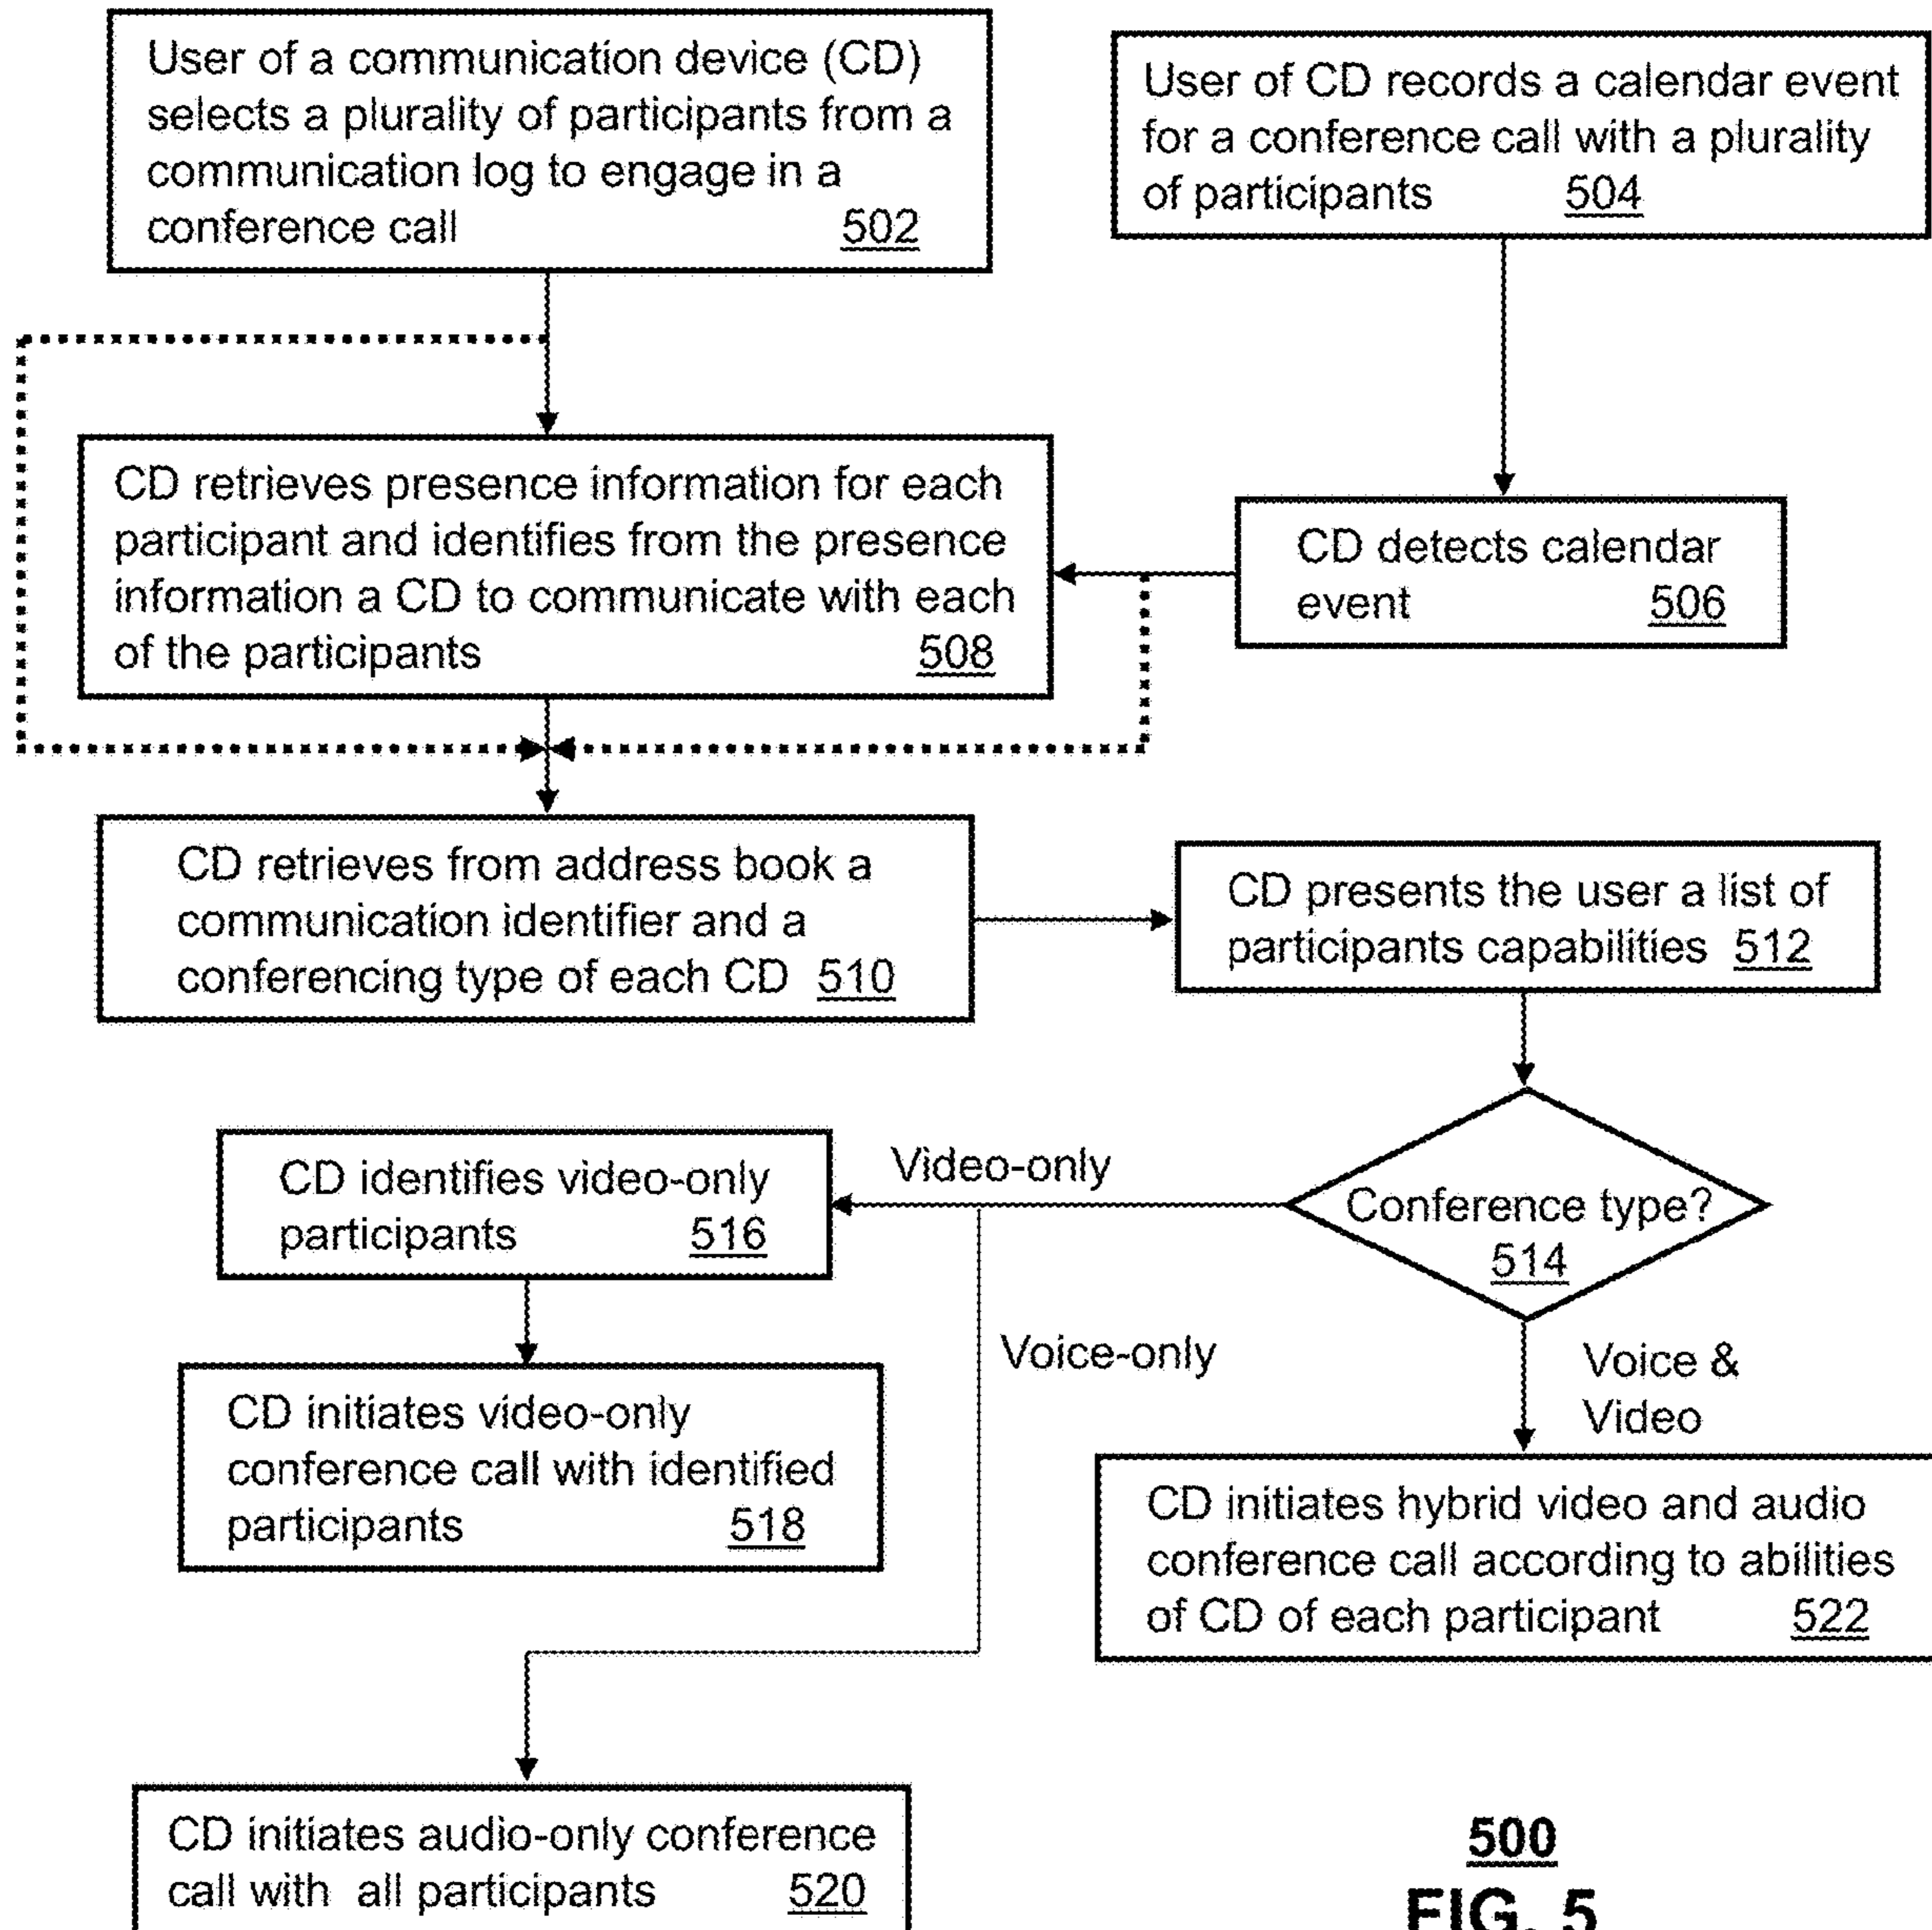 User of a communication device (CD)
selects a plurality of participants from a
communication log to engage in a
conference call 502
User of CD records a calendar event
for a conference call with a plurality
of participants 504
CD retrieves presence information for each
participant and identifies from the presence
information a CD to communicate with each
of the participants 508
CD detects calendar
event 506
CD retrieves from address book a
communication identifier and a
conferencing type of each CD 510
CD presents the user a list of
participants capabilities 512
Conference type?
514
Video-only
CD identifies video-only
participants 516
Voice-only
Voice &
Video
CD initiates video-only
conference call with identified
participants 518
CD initiates hybrid video and audio
conference call according to abilities
of CD of each participant 522
CD initiates audio-only conference
call with all participants 520
500
FIG. 5